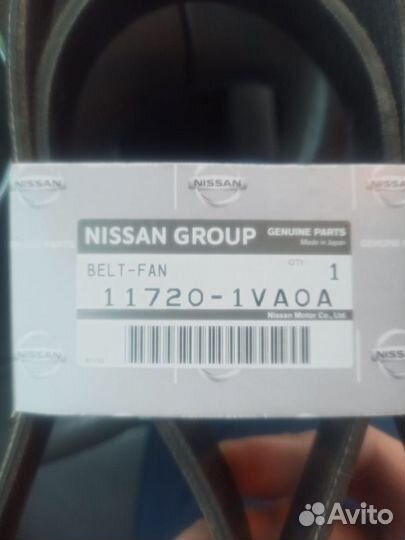 NISSAN NISSAN NISSAN
NISSAN GROUP GENUINE PARTS
Made in Japan
BELT-FAN QTY 1
11720-1VA0A
Nissan Motor Co., Ltd.
Avito